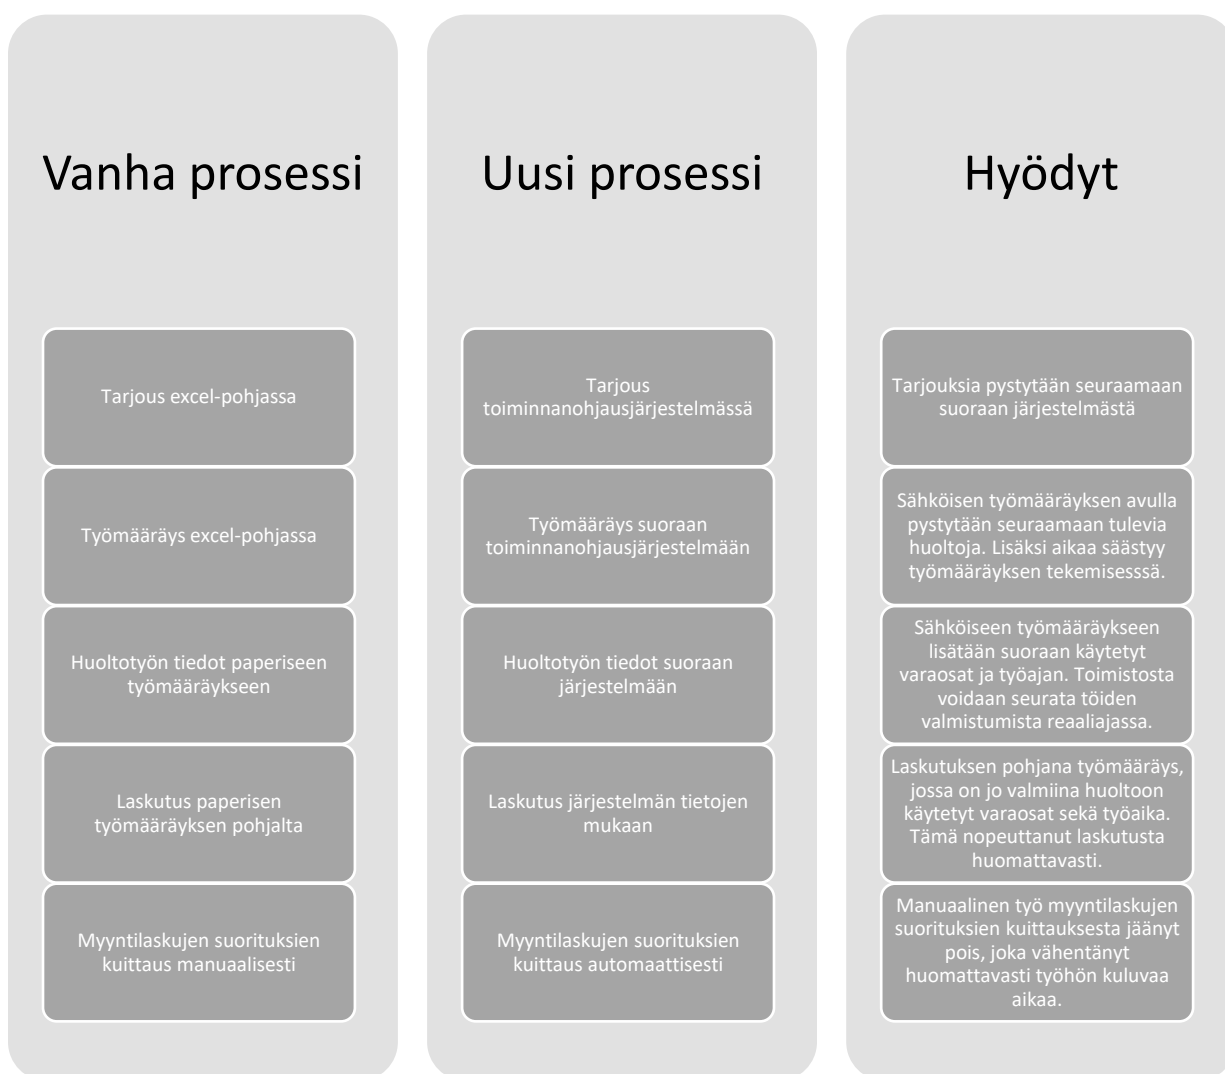 Vanha prosessi
Tarjous excel-pohjassa
Työmääräys excel-pohjassa
Huoltotyön tiedot paperiseen
työmääräykseen
Laskutus paperisen
työmääräyksen pohjalta
Myyntilaskujen suorituksien
kuittaus manuaalisesti
Uusi prosessi
Tarjous
toiminnanohjausjärjestelmässä
Työmääräys suoraan
toiminnanohjausjärjestelmään
Huoltotyön tiedot suoraan
järjestelmään
Laskutus järjestelmän tietojen
mukaan
Myyntilaskujen suorituksien
kuittaus automaattisesti
Hyödyt
Tarjouksia pystytään seuraamaan
suoraan järjestelmästä
Sähköisen työmääräyksen avulla
pystytään seuraamaan tulevia
huoltoja. Lisäksi aikaa säästyy
työmääräyksen tekemisesssä.
Sähköiseen työmääräykseen
lisätään suoraan käytetyt
varaosat ja työajan. Toimistosta
voidaan seurata töiden
valmistumista reaaliajassa.
Laskutuksen pohjana työmääräys,
jossa on jo valmiina huoltoon
käytetyt varaosat sekä työaika.
Tämä nopeuttanut laskutusta
huomattavasti.
Manuaalinen työ myyntilaskujen
suorituksien kuittauksesta jäänyt
pois, joka vähentänyt
huomattavasti työhön kuluvaa
aikaa.